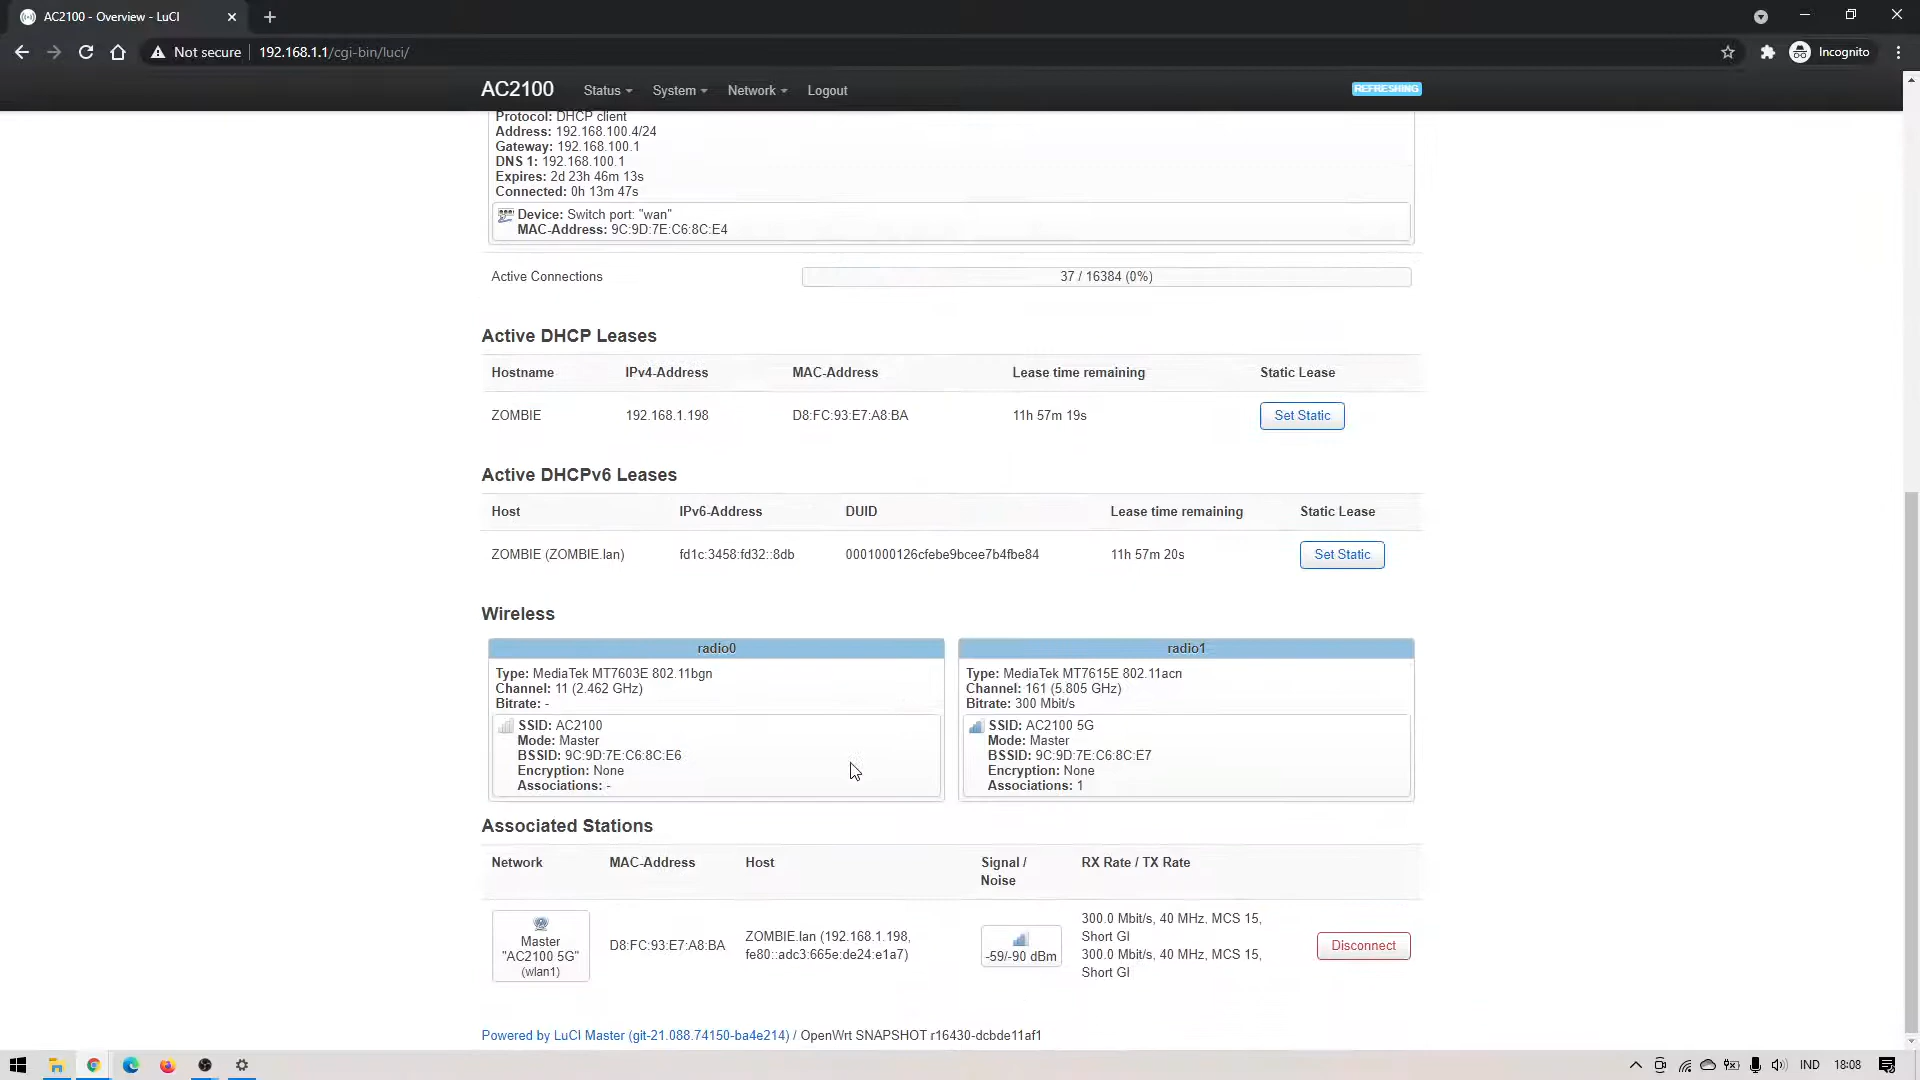 AC2100 - Overview - LuCI
Not secure
192.168.1.1/cgi-bin/luci/
Incognito
AC2100
Status
System
Network
Logout
REFRESHING
Protocol: DHCP client
Address: 192.168.100.4/24
Gateway: 192.168.100.1
DNS 1: 192.168.100.1
Expires: 2d 23h 46m 13s
Connected: 0h 13m 47s
Device: Switch port: "wan"
MAC-Address: 9C:9D:7E:C6:8C:E4
Active Connections
37 / 16384 (0%)
Active DHCP Leases
Hostname IPv4-Address MAC-Address Lease time remaining Static Lease
ZOMBIE 192.168.1.198 D8:FC:93:E7:A8:BA 11h 57m 19s Set Static
Active DHCPv6 Leases
Host IPv6-Address DUID Lease time remaining Static Lease
ZOMBIE (ZOMBIE.lan) fd1c:3458:fd32::8db 0001000126cfebe9bcee7b4fbe84 11h 57m 20s Set Static
Wireless
radio0
Type: MediaTek MT7603E 802.11bgn
Channel: 11 (2.462 GHz)
Bitrate: -
SSID: AC2100
Mode: Master
BSSID: 9C:9D:7E:C6:8C:E6
Encryption: None
Associations: -
radio1
Type: MediaTek MT7615E 802.11acn
Channel: 161 (5.805 GHz)
Bitrate: 300 Mbit/s
SSID: AC2100 5G
Mode: Master
BSSID: 9C:9D:7E:C6:8C:E7
Encryption: None
Associations: 1
Associated Stations
Network MAC-Address Host Signal / Noise RX Rate / TX Rate
Master
"AC2100 5G"
(wlan1)
D8:FC:93:E7:A8:BA
ZOMBIE.lan (192.168.1.198,
fe80::adc3:665e:de24:e1a7)
-59/-90 dBm
300.0 Mbit/s, 40 MHz, MCS 15,
Short GI
300.0 Mbit/s, 40 MHz, MCS 15,
Short GI
Disconnect
Powered by LuCI Master (git-21.088.74150-ba4e214) / OpenWrt SNAPSHOT r16430-dcbde11af1
IND
18:08